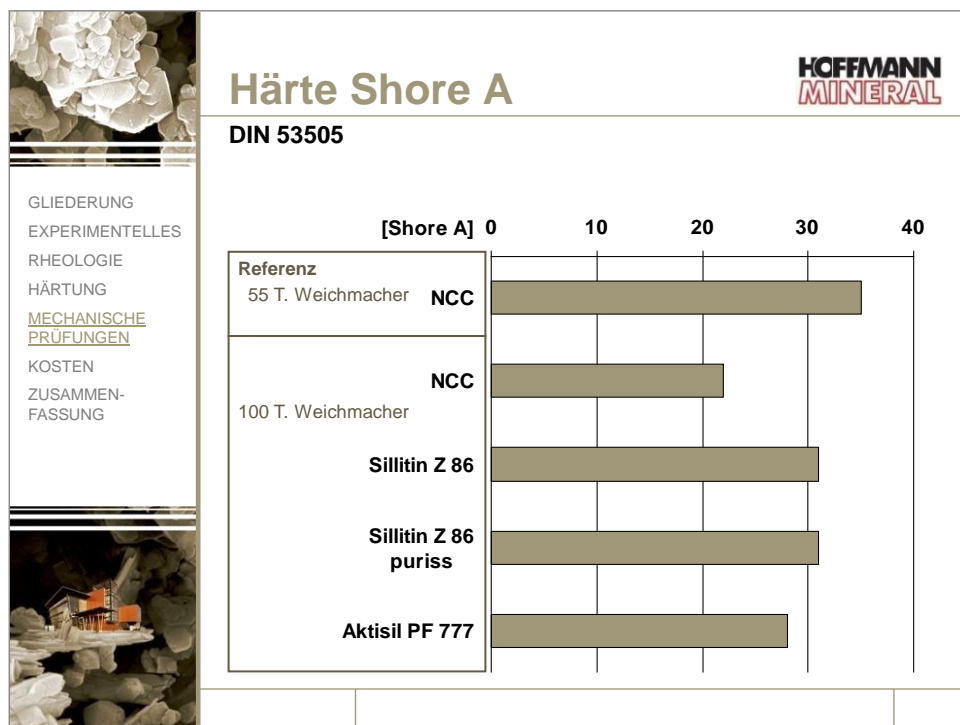 Härte Shore A
HOFFMANN
MINERAL
DIN 53505
GLIEDERUNG
EXPERIMENTELLES
RHEOLOGIE
HÄRTUNG
MECHANISCHE
PRÜFUNGEN
KOSTEN
ZUSAMMEN-
FASSUNG
[Shore A] 0 10 20 30 40
Referenz
55 T. Weichmacher NCC
NCC
100 T. Weichmacher
Sillitin Z 86
Sillitin Z 86
puriss
Aktisil PF 777